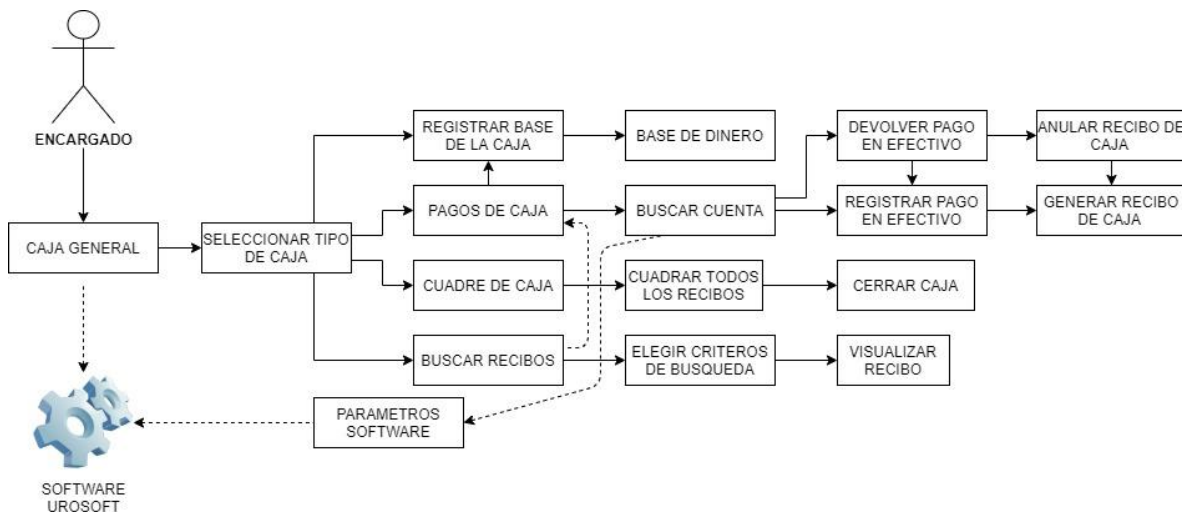 ENCARGADO
CAJA GENERAL
SELECCIONAR TIPO
DE CAJA
REGISTRAR BASE
DE LA CAJA
BASE DE DINERO
DEVOLVER PAGO
EN EFECTIVO
ANULAR RECIBO DE
CAJA
PAGOS DE CAJA
BUSCAR CUENTA
REGISTRAR PAGO
EN EFECTIVO
GENERAR RECIBO
DE CAJA
CUADRE DE CAJA
CUADRAR TODOS
LOS RECIBOS
CERRAR CAJA
BUSCAR RECIBOS
ELEGIR CRITEROS
DE BUSQUEDA
VISUALIZAR
RECIBO
PARAMETROS
SOFTWARE
SOFTWARE
UROSOFT